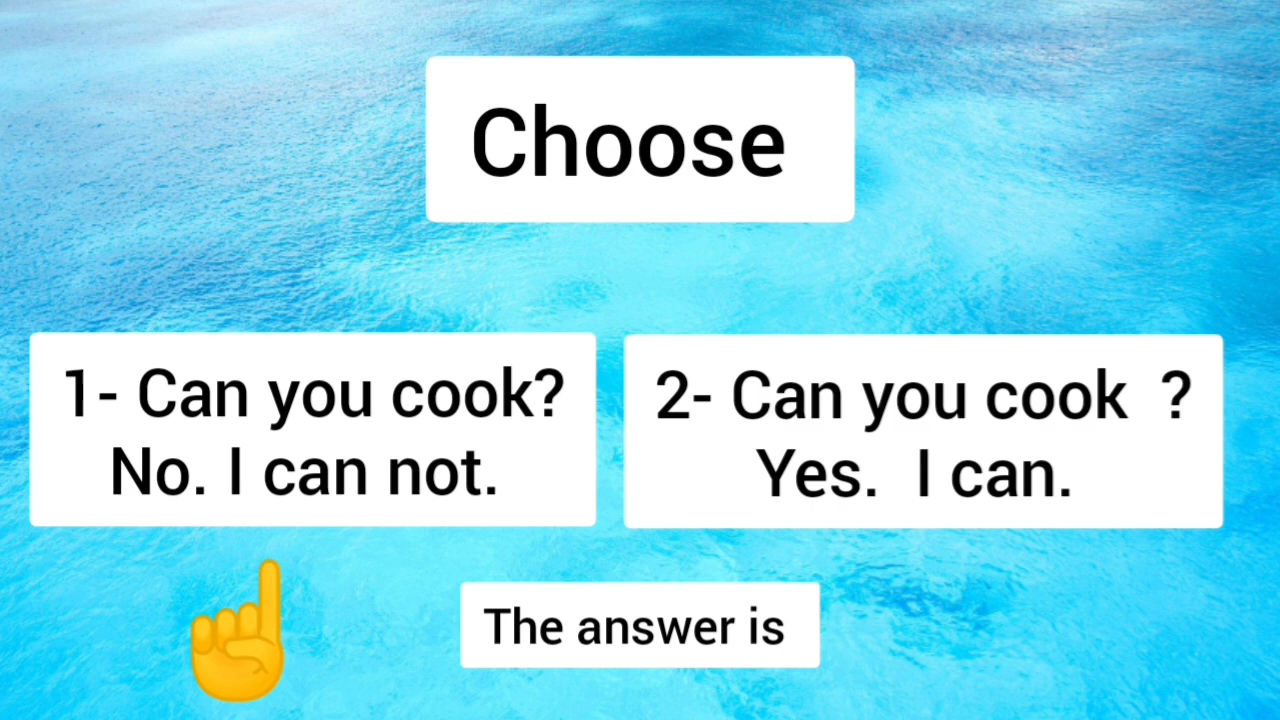 Choose
1- Can you cook?
No. I can not.
2- Can you cook  ?
Yes.  I can.
The answer is